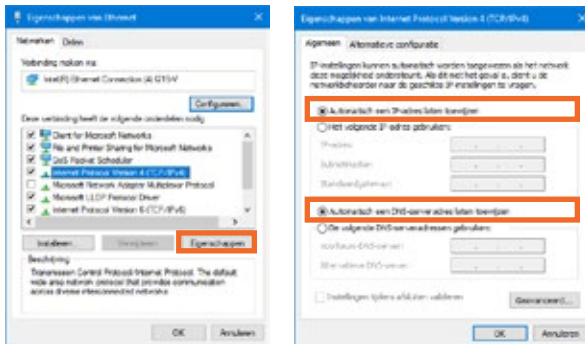 Eigenschappen van Ethernet
Netwerken Delen
Verbinding maken via:
Intel(R) Ethernet Connection (4) I219-V
Configureren...
Deze verbinding heeft de volgende onderdelen nodig:
Client for Microsoft Networks
File and Printer Sharing for Microsoft Networks
QoS Packet Scheduler
Internet Protocol Version 4 (TCP/IPv4)
Microsoft Network Adapter Multiplexor Protocol
Microsoft LLDP Protocol Driver
Internet Protocol Version 6 (TCP/IPv6)
Installeren...
Verwijderen
Eigenschappen
Beschrijving
Transmission Control Protocol/Internet Protocol. The default
wide area network protocol that provides communication
across diverse interconnected networks.
OK Annuleren
Eigenschappen van Internet Protocol Version 4 (TCP/IPv4)
Algemeen Alternatieve configuratie
IP-instellingen kunnen automatisch worden toegewezen als het netwerk
deze mogelijkheid ondersteunt. Als dit niet het geval is, dient u de
netwerkbeheerder naar de geschikte IP-instellingen te vragen.
Automatisch een IP-adres laten toewijzen
Het volgende IP-adres gebruiken:
IP-adres:
Subnetmasker:
Standaardgateway:
Automatisch een DNS-serveradres laten toewijzen
De volgende DNS-serveradressen gebruiken:
Voorkeurs-DNS-server:
Alternatieve DNS-server:
Instellingen tijdens afsluiten valideren
Geavanceerd...
OK Annuleren